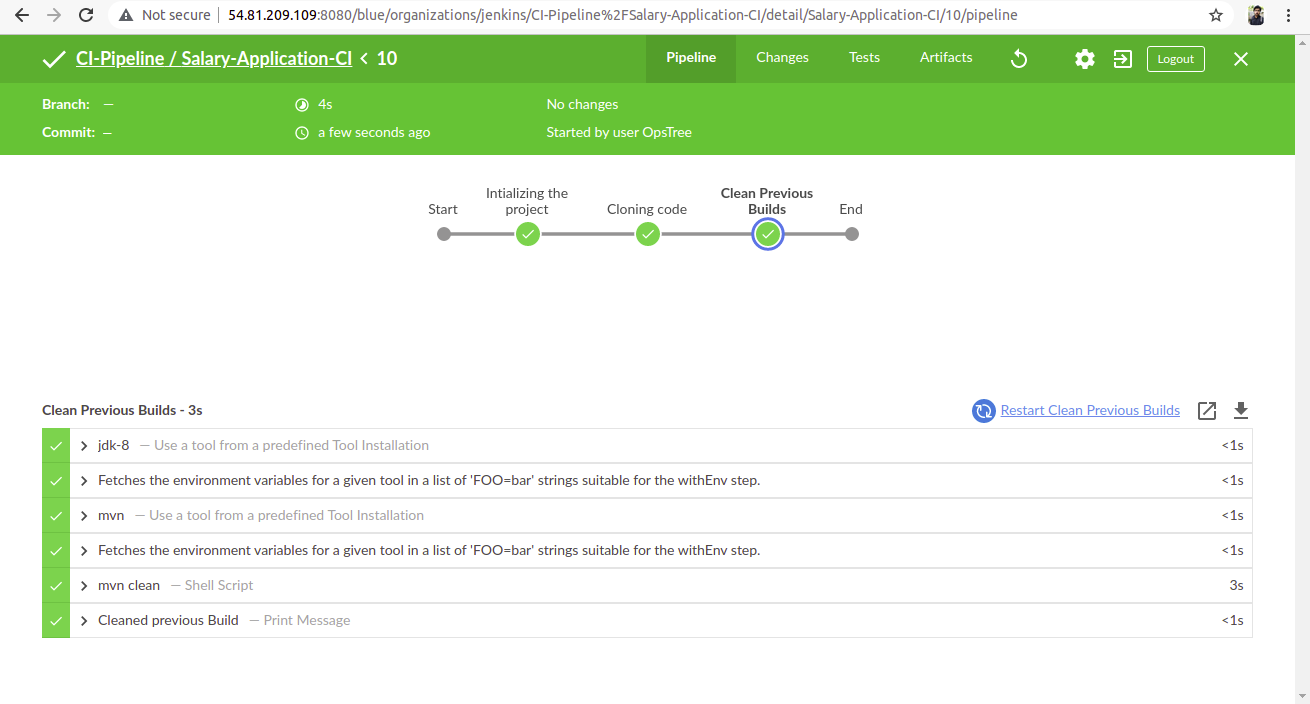 Not secure | 54.81.209.109:8080/blue/organizations/jenkins/CI-Pipeline%2FSalary-Application-CI/detail/Salary-Application-CI/10/pipeline
CI-Pipeline / Salary-Application-CI < 10 Pipeline Changes Tests Artifacts Logout
Branch: — 4s No changes
Commit: — a few seconds ago Started by user OpsTree
Intializing the Clean Previous
Start project Cloning code Builds End
Clean Previous Builds - 3s Restart Clean Previous Builds
jdk-8 — Use a tool from a predefined Tool Installation <1s
Fetches the environment variables for a given tool in a list of 'FOO=bar' strings suitable for the withEnv step. <1s
mvn — Use a tool from a predefined Tool Installation <1s
Fetches the environment variables for a given tool in a list of 'FOO=bar' strings suitable for the withEnv step. <1s
mvn clean — Shell Script 3s
Cleaned previous Build — Print Message <1s